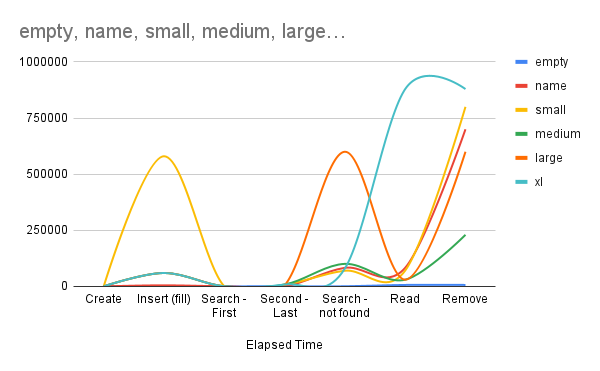 empty, name, small, medium, large...
1000000
750000
500000
250000
0
Create
Insert (fill)
Search -
First
Second -
Last
Search -
not found
Read
Remove
Elapsed Time
empty
name
small
medium
large
xl